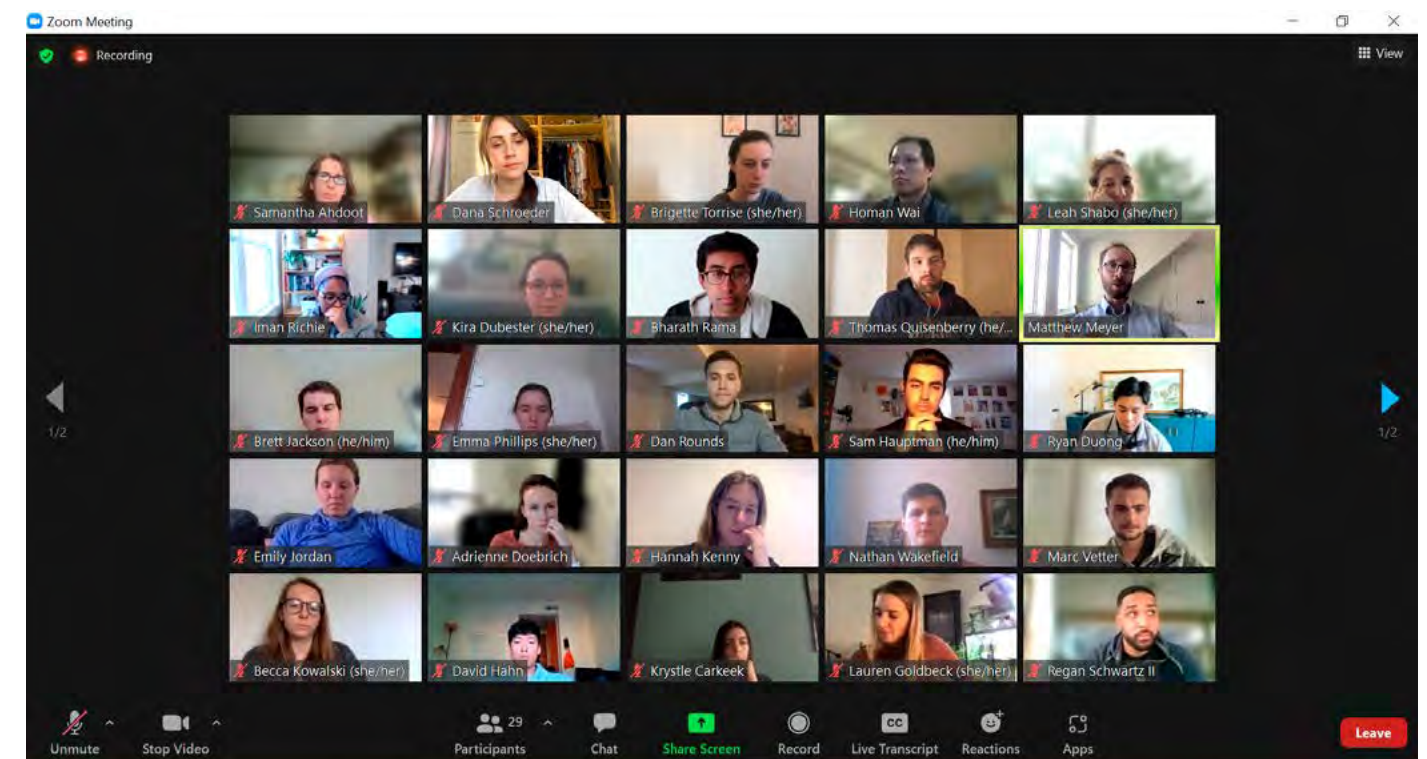 Zoom Meeting
Recording
View
Samantha Ahdoot
Dana Schroeder
Brigette Torrise (she/her)
Homan Wai
Leah Shabo (she/her)
Iman Richie
Kira Dubester (she/her)
Bharath Rama
Thomas Quisenberry (he/...
Matthew Meyer
Brett Jackson (he/him)
Emma Phillips (she/her)
Dan Rounds
Sam Hauptman (he/him)
Ryan Duong
1/2
1/2
Emily Jordan
Adrienne Doebrich
Hannah Kenny
Nathan Wakefield
Marc Vetter
Becca Kowalski (she/her)
David Hahn
Krystle Carkeek
Lauren Goldbeck (she/her)
Regan Schwartz II
29
CC
Unmute
Stop Video
Participants
Chat
Share Screen
Record
Live Transcript
Reactions
Apps
Leave